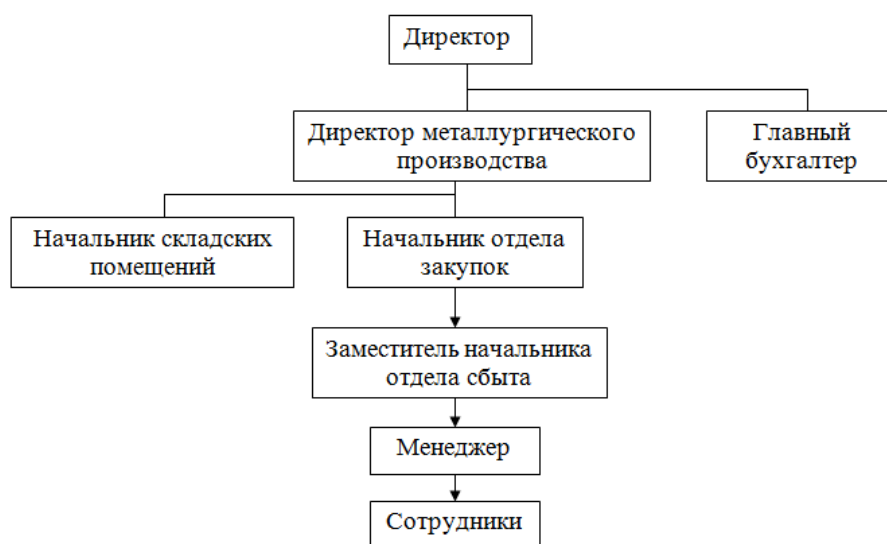 Директор
Директор металлургического
производства
Главный
бухгалтер
Начальник складских
помещений
Начальник отдела
закупок
Заместитель начальника
отдела сбыта
Менеджер
Сотрудники